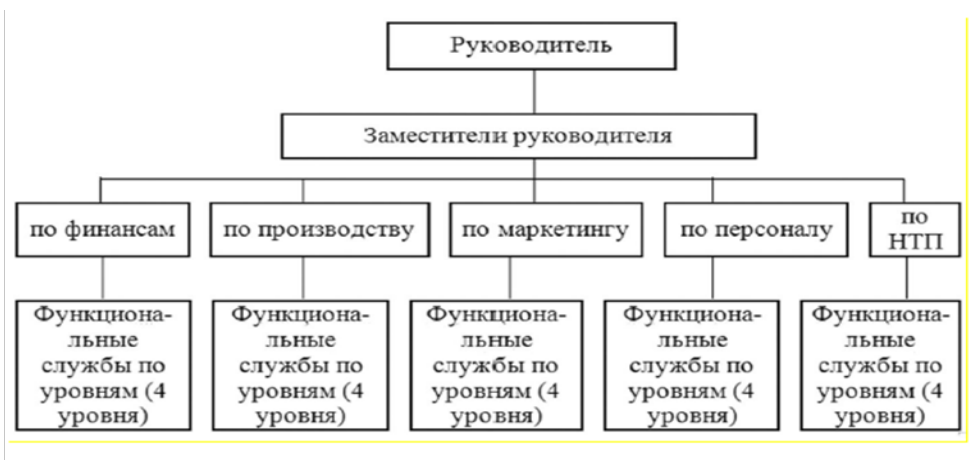 Руководитель
Заместители руководителя
по финансам
по производству
по маркетингу
по персоналу
по
НТП
Функциона-
льные
службы по
уровням (4
уровня)
Функциона-
льные
службы по
уровням (4
уровня)
Функциона-
льные
службы по
уровням (4
уровня)
Функциона-
льные
службы по
уровням (4
уровня)
Функциона-
льные
службы по
уровням (4
уровня)